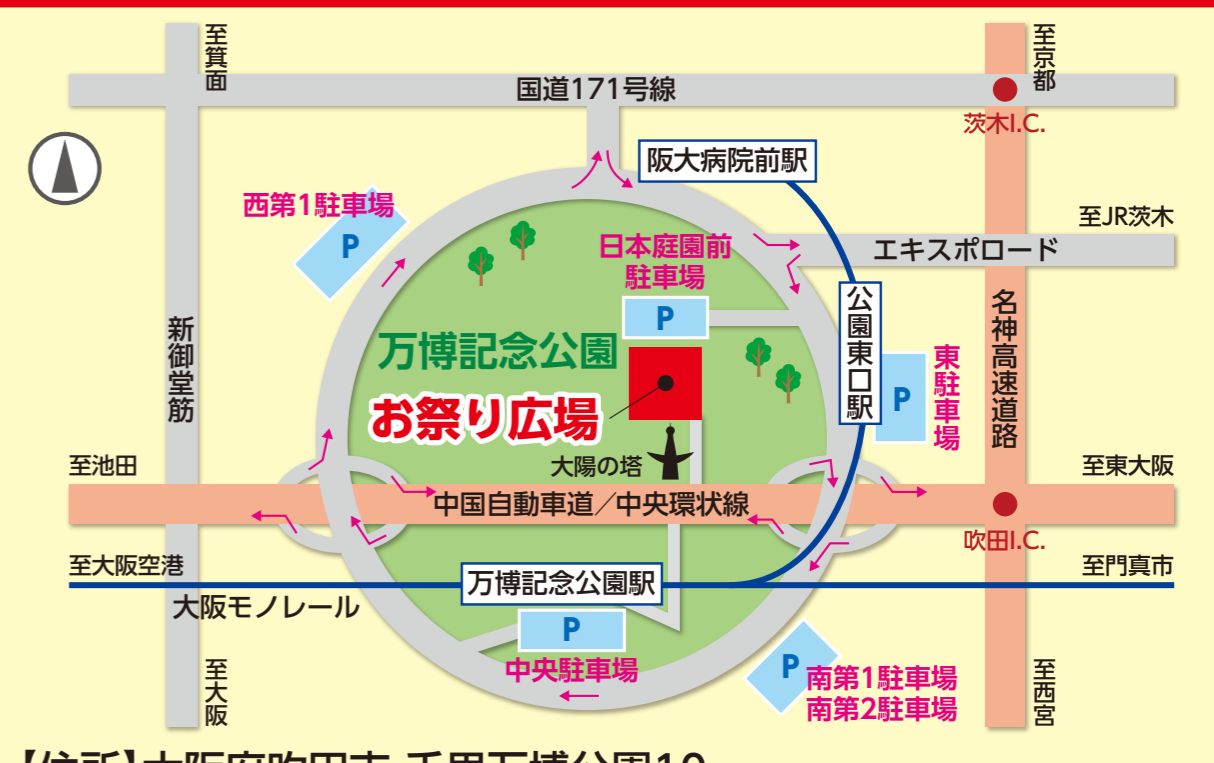 至箕面
至京都
国道171号線
茨木I.C.
阪大病院前駅
西第1駐車場
P
至JR茨木
日本庭園前
駐車場
P
エキスポロード
公園東口駅
名神高速道路
新御堂筋
万博記念公園
東駐車場
P
お祭り広場
大陽の塔
至池田
至東大阪
中国自動車道／中央環状線
吹田I.C.
至大阪空港
至門真市
万博記念公園駅
大阪モノレール
P
中央駐車場
P
南第1駐車場
南第2駐車場
至大阪
至西宮